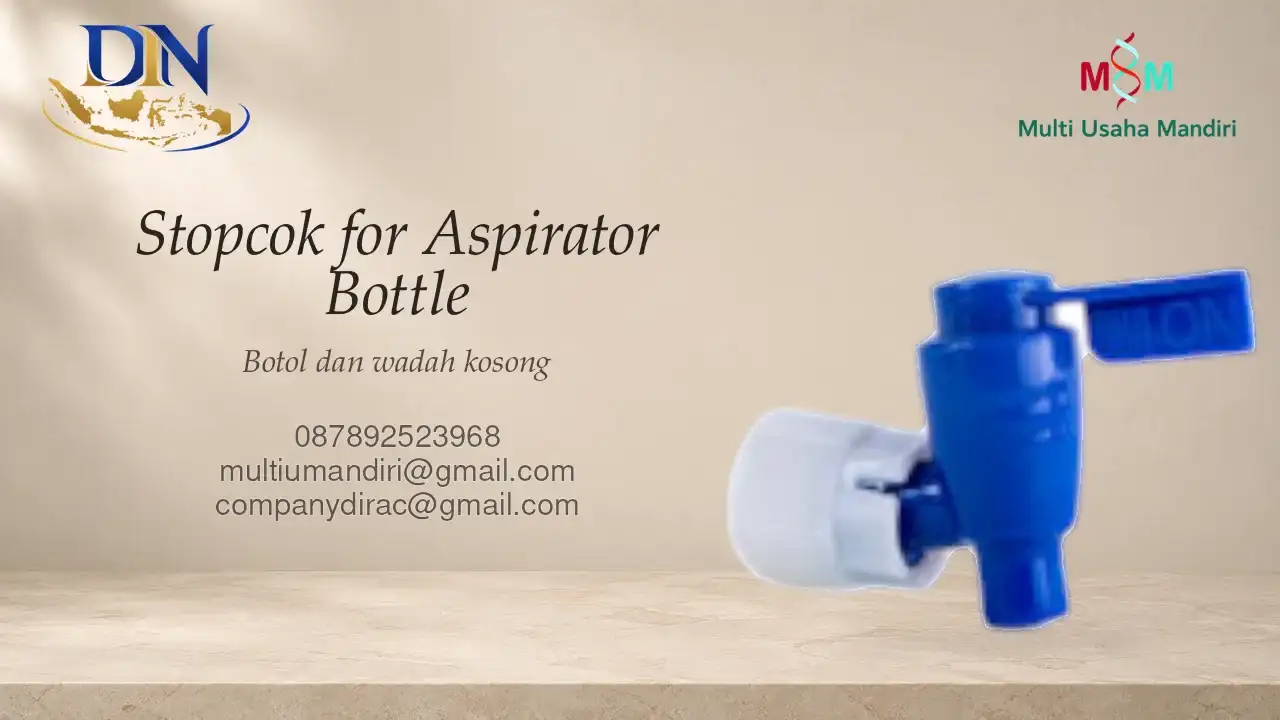 DIN
MSM
Multi Usaha Mandiri
Stopcok for Aspirator
Bottle
Botol dan wadah kosong
087892523968
multiumandiri@gmail.com
companydirac@gmail.com